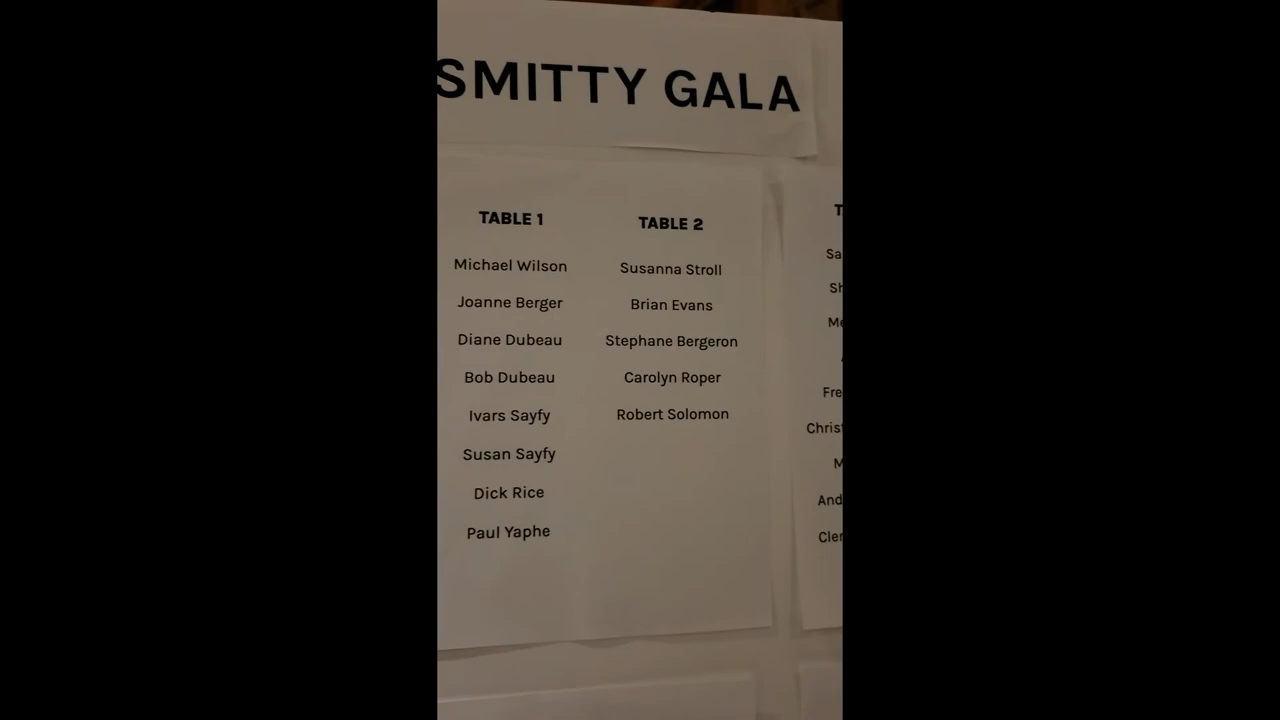 SMITTY GALA
TABLE 1
Michael Wilson
Joanne Berger
Diane Dubeau
Bob Dubeau
Ivars Sayfy
Susan Sayfy
Dick Rice
Paul Yaphe
TABLE 2
Susanna Stroll
Brian Evans
Stephane Bergeron
Carolyn Roper
Robert Solomon